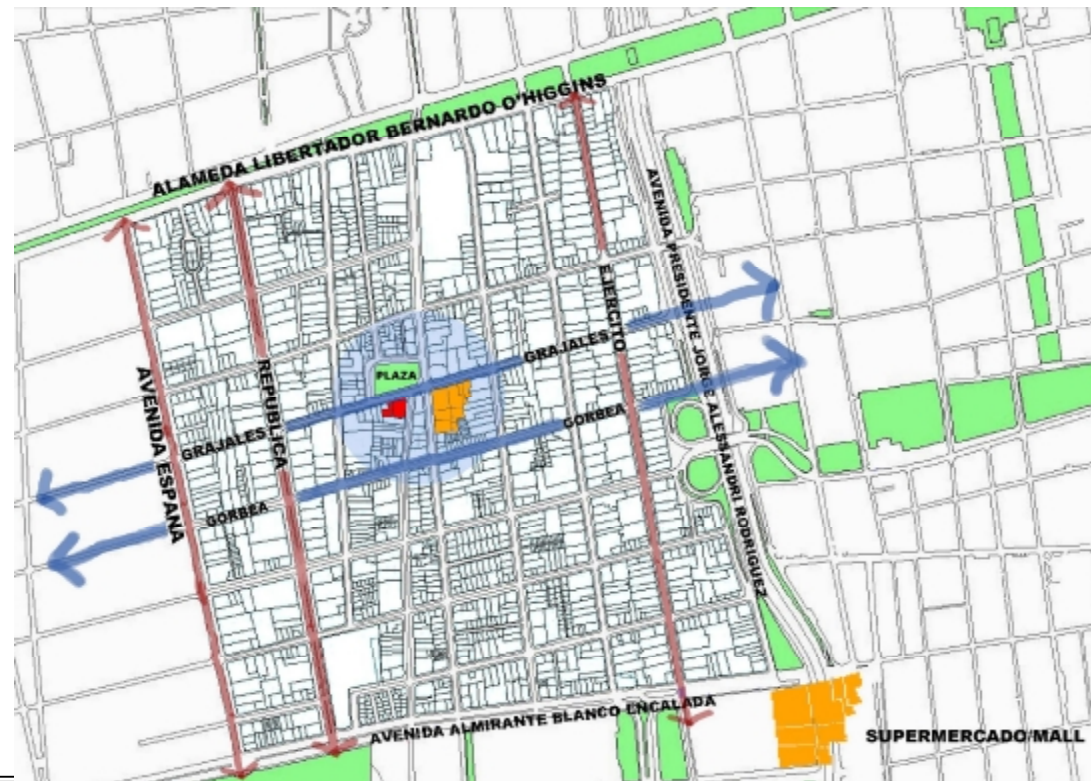 ALAMEDA LIBERTADOR BERNARDO O'HIGGINS
AVENIDA PRESIDENTE JORGE ALESSANDRI RODRIGUEZ
EJERCITO
GRAJALES
PLAZA
REPUBLICA
AVENIDA ESPANA
GORBEA
GRAJALES
GORBEA
AVENIDA ALMIRANTE BLANCO ENCALADA
SUPERMERCADO/MALL